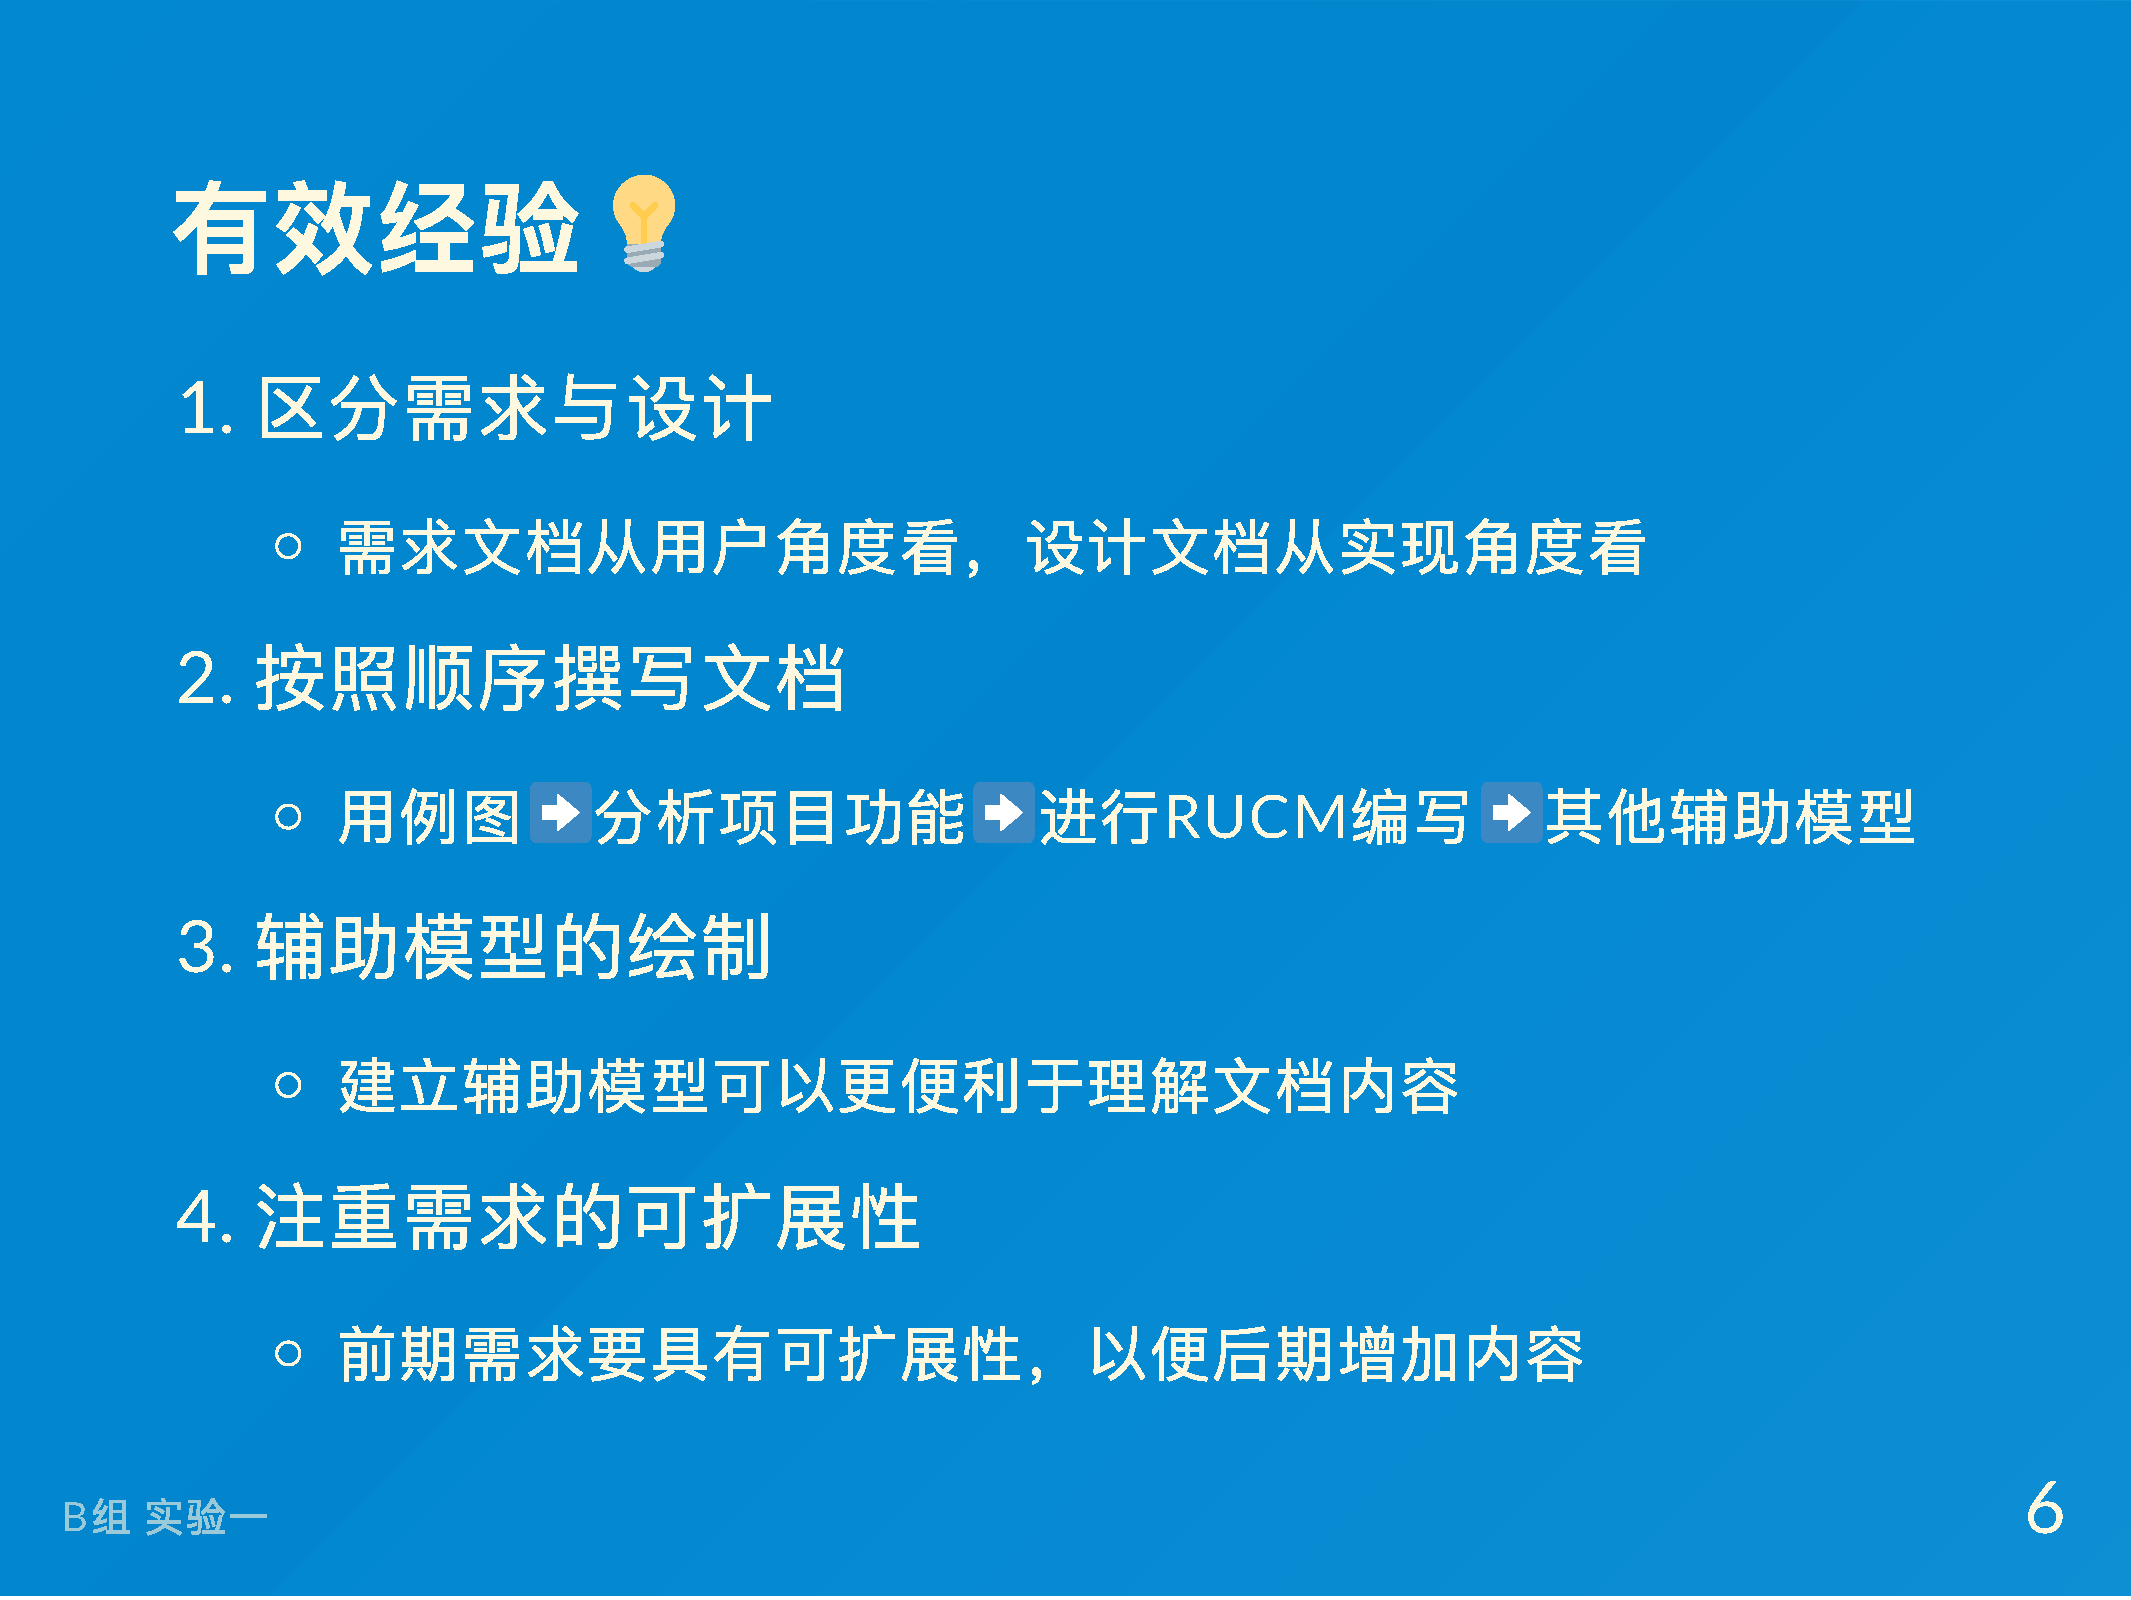 有效经验💡
1. 区分需求与设计
○ 需求文档从用户角度看，设计文档从实现角度看
2. 按照顺序撰写文档
○ 用例图➡分析项目功能➡进行RUCM编写➡其他辅助模型
3. 辅助模型的绘制
○ 建立辅助模型可以更便利于理解文档内容
4. 注重需求的可扩展性
○ 前期需求要具有可扩展性，以便后期增加内容
B组 实验一
6